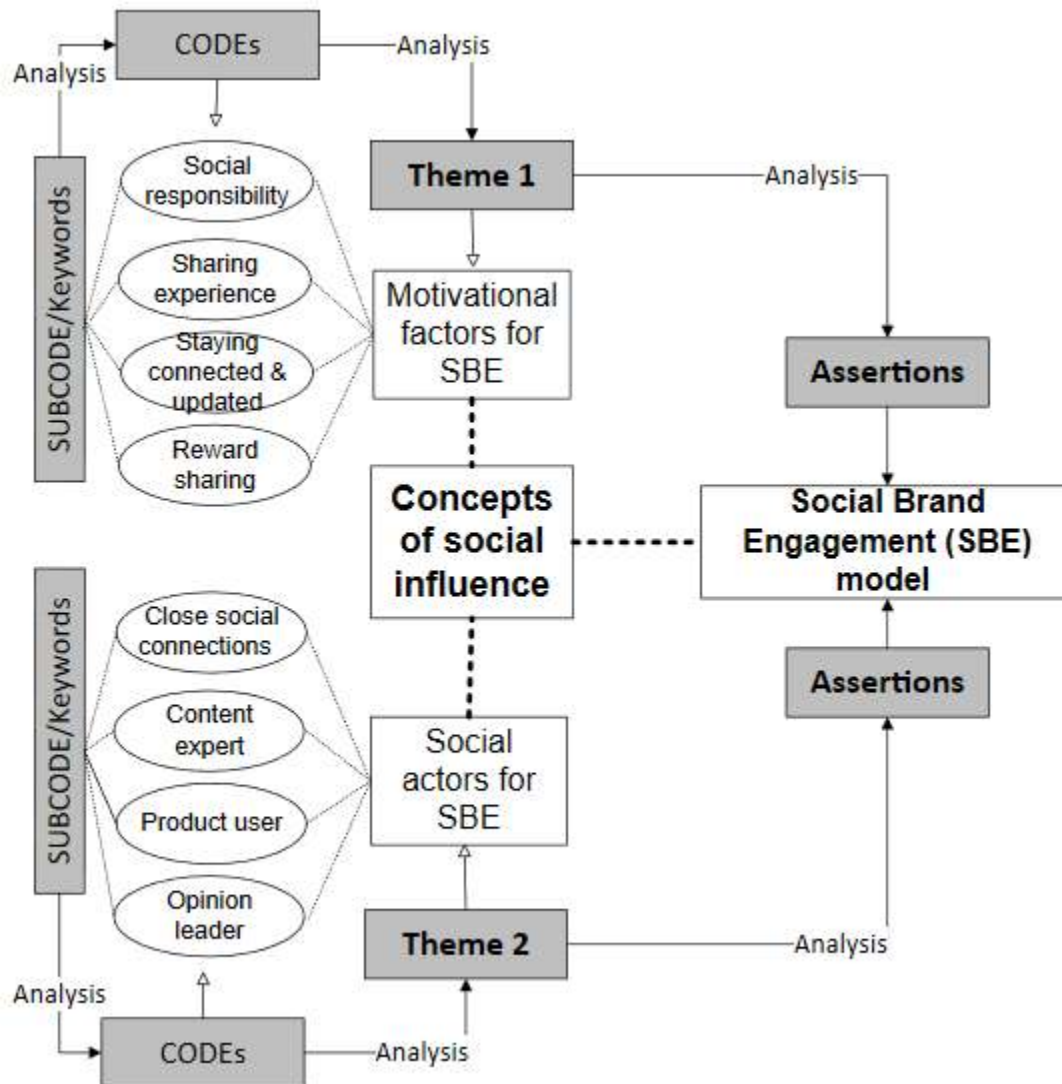 CODEs
Analysis
Analysis
SUBCODE/Keywords
Social
responsibility
Sharing
experience
Staying
connected &
updated
Reward
sharing
Theme 1
Analysis
Motivational
factors for
SBE
Assertions
Concepts
of social
influence
Social Brand
Engagement (SBE)
model
SUBCODE/Keywords
Close social
connections
Content
expert
Product user
Opinion
leader
Social
actors for
SBE
Assertions
Theme 2
Analysis
Analysis
CODEs
Analysis